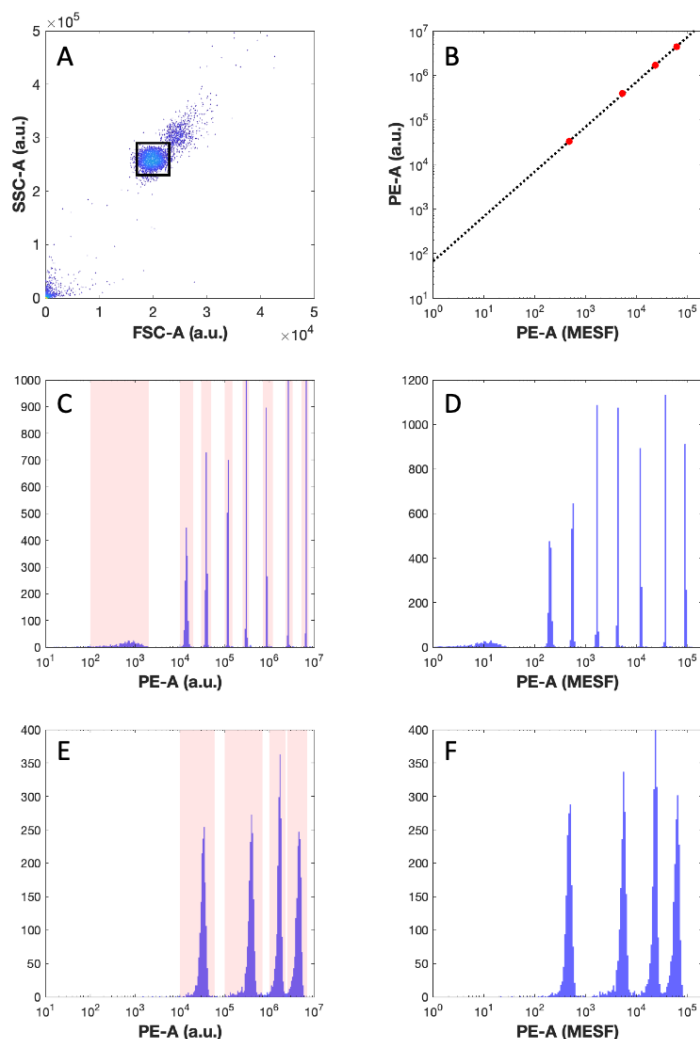 × 10⁵
5
4
3
2
1
0
A
SSC-A (a.u.)
0 1 2 3 4 5
FSC-A (a.u.)
× 10⁴
10⁷
10⁶
10⁵
10⁴
10³
10²
10¹
B
PE-A (a.u.)
10⁰ 10¹ 10² 10³ 10⁴ 10⁵
PE-A (MESF)
1000
900
800
700
600
500
400
300
200
100
0
C
10¹ 10² 10³ 10⁴ 10⁵ 10⁶ 10⁷
PE-A (a.u.)
1200
1000
800
600
400
200
0
D
10⁰ 10¹ 10² 10³ 10⁴ 10⁵
PE-A (MESF)
400
350
300
250
200
150
100
50
0
E
10¹ 10² 10³ 10⁴ 10⁵ 10⁶ 10⁷
PE-A (a.u.)
400
350
300
250
200
150
100
50
0
F
10⁰ 10¹ 10² 10³ 10⁴ 10⁵
PE-A (MESF)